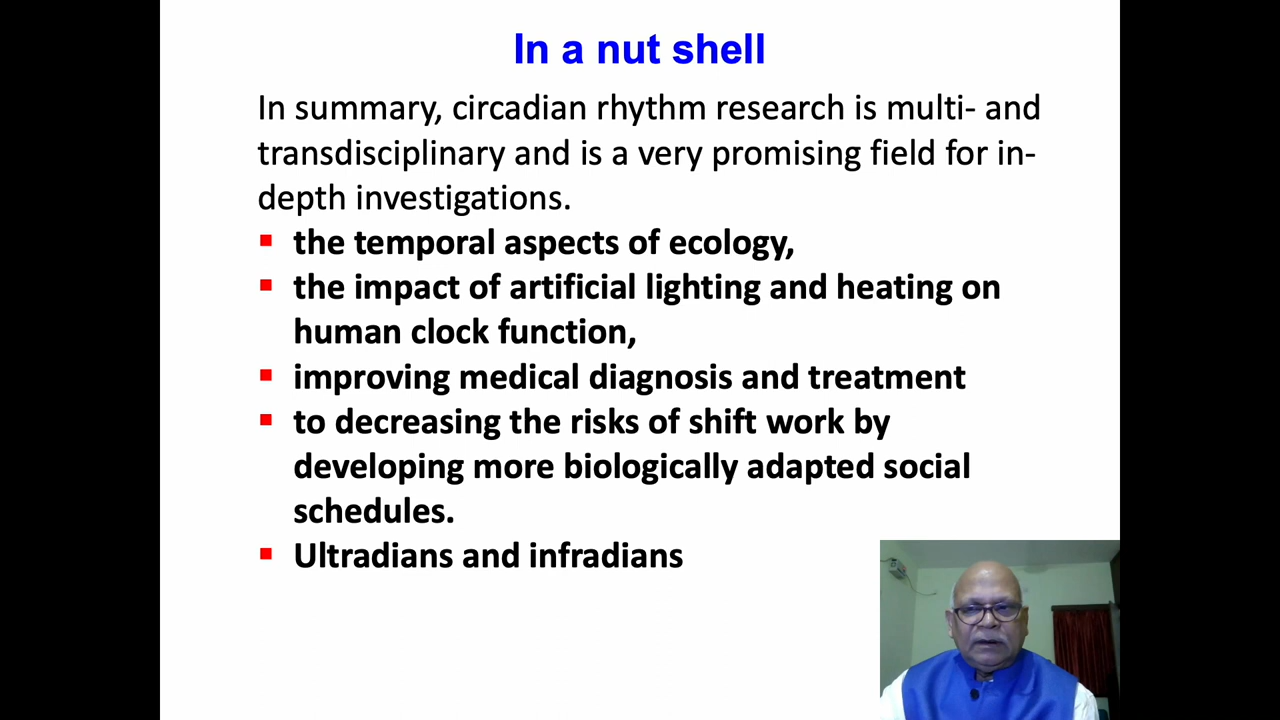 In a nut shell
In summary, circadian rhythm research is multi- and
transdisciplinary and is a very promising field for in-
depth investigations.
the temporal aspects of ecology,
the impact of artificial lighting and heating on
human clock function,
improving medical diagnosis and treatment
to decreasing the risks of shift work by
developing more biologically adapted social
schedules.
Ultradians and infradians